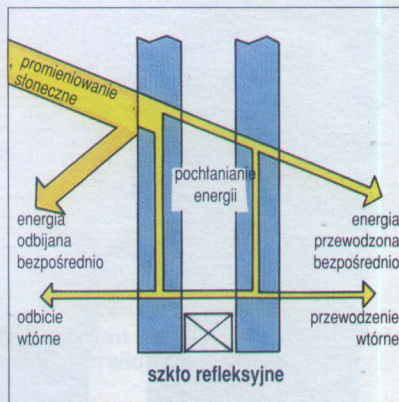 promieniowanie
słoneczne
pochłanianie
energii
energia
odbijana
bezpośrednio
energia
przewodzona
bezpośrednio
odbicie
wtórne
przewodzenie
wtórne
szkło refleksyjne